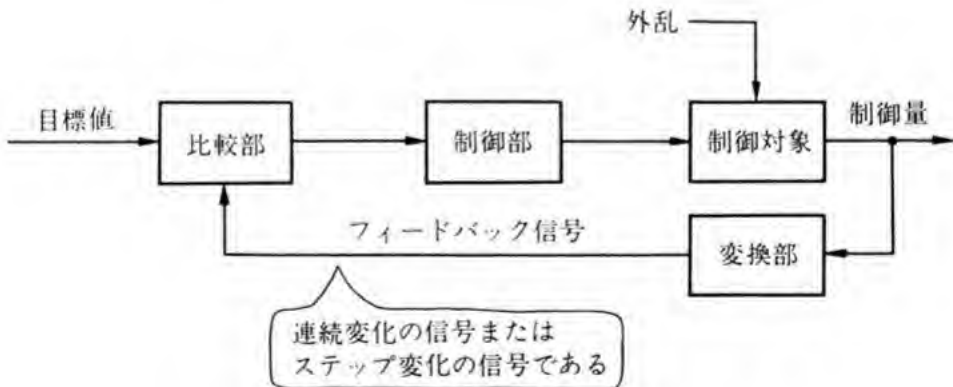 外乱
目標値
比較部
制御部
制御対象
制御量
フィードバック信号
変換部
連続変化の信号または
ステップ変化の信号である